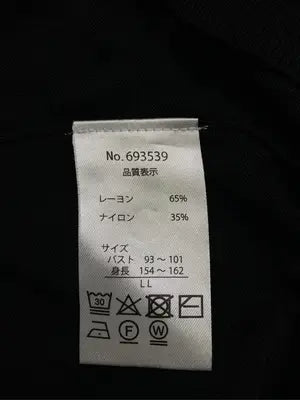 No.693539
品質表示
レーヨン 65%
ナイロン 35%
サイズ
バスト 93～101
身長 154～162
LL
30
F W